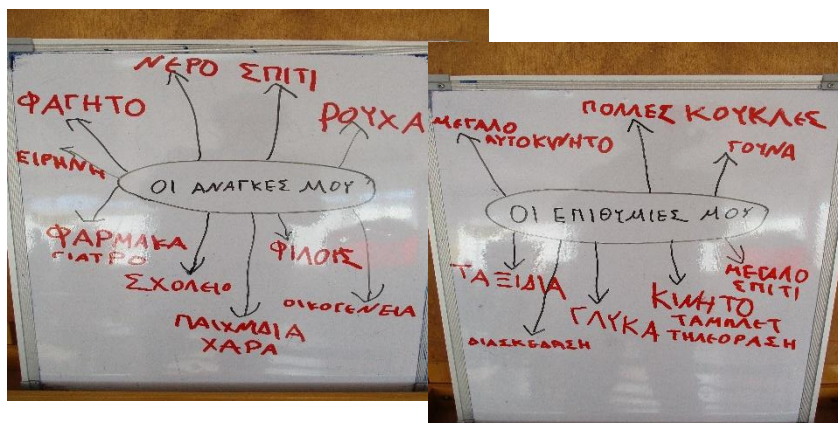 ΝΕΡΟ ΣΠΙΤΙ
ΦΑΓΗΤΟ
ΡΟΥΧΑ
ΕΙΡΗΝΗ
ΟΙ ΑΝΑΓΚΕΣ ΜΟΥ
ΦΑΡΜΑΚΑ
ΓΙΑΤΡΟ
ΦΙΛΟΥΣ
ΣΧΟΛΕΙΟ
ΟΙΚΟΓΕΝΕΙΑ
ΠΑΙΧΝΙΔΙΑ
ΧΑΡΑ
ΠΟΛΛΕΣ ΚΟΥΚΛΕΣ
ΜΕΓΑΛΟ
ΑΥΤΟΚΙΝΗΤΟ
ΓΟΥΝΑ
ΟΙ ΕΠΙΘΥΜΙΕΣ ΜΟΥ
ΤΑΞΙΔΙΑ
ΜΕΓΑΛΟ
ΣΠΙΤΙ
ΓΛΥΚΑ
ΚΙΝΗΤΟ
ΤΑΜΠΛΕΤ
ΤΗΛΕΟΡΑΣΗ
ΔΙΑΣΚΕΔΑΣΗ